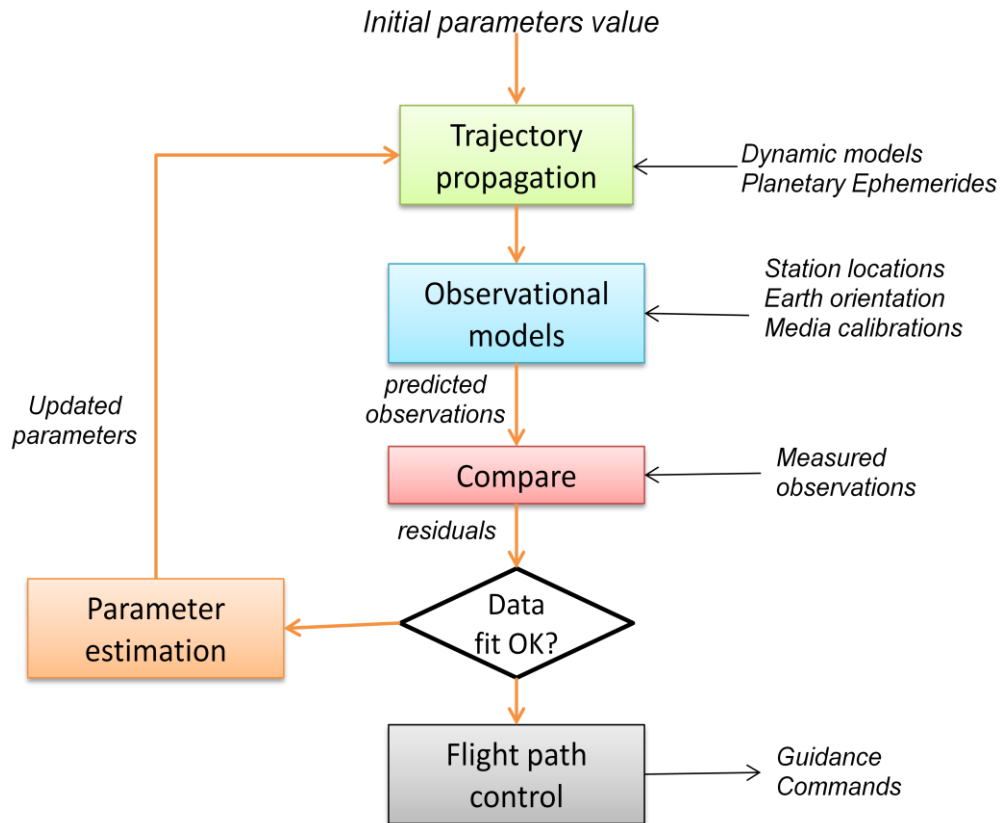 Initial parameters value
Trajectory
propagation
Dynamic models
Planetary Ephemerides
Observational
models
Station locations
Earth orientation
Media calibrations
predicted
observations
Updated
parameters
Compare
Measured
observations
residuals
Parameter
estimation
Data
fit OK?
Flight path
control
Guidance
Commands